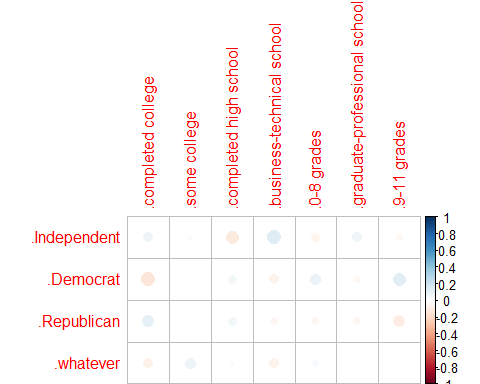 .completed college
.some college
.completed high school
.business-technical school
.0-8 grades
.graduate-professional school
.9-11 grades
.Independent
.Democrat
.Republican
.whatever
1
0.8
0.6
0.4
0.2
0
-0.2
-0.4
-0.6
-0.8
-1